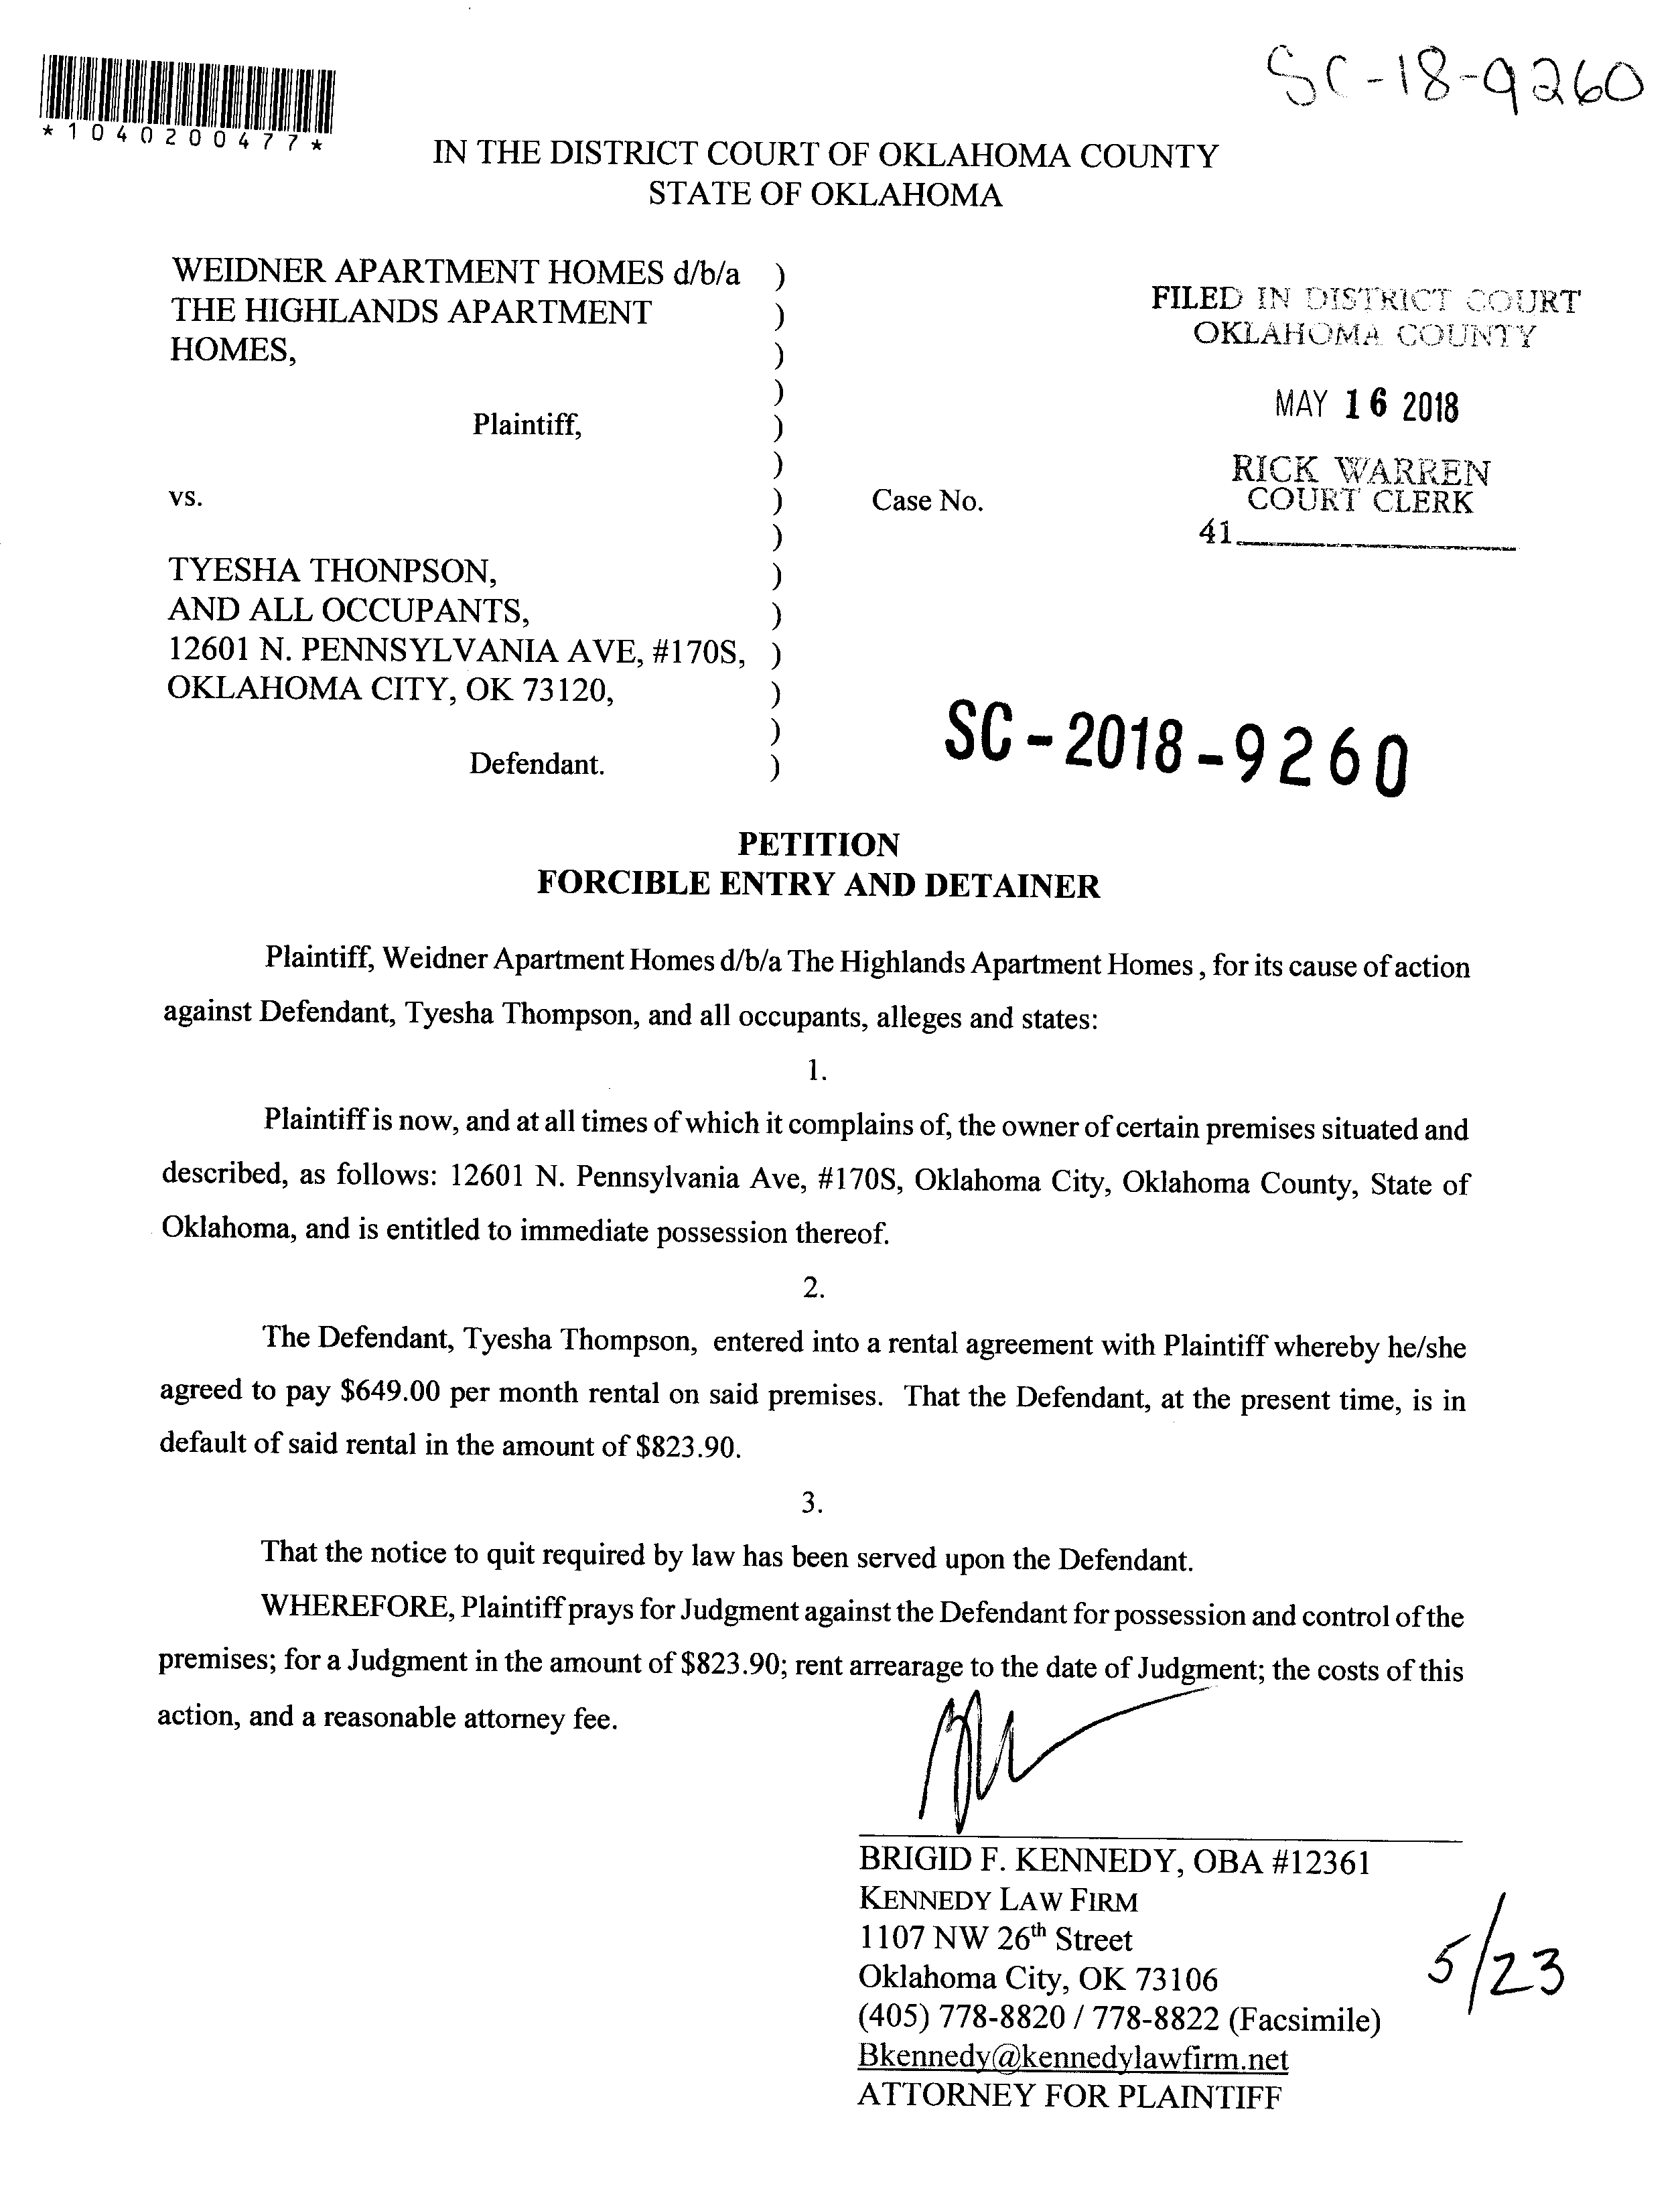 SC-18-9260
*1040200477*
IN THE DISTRICT COURT OF OKLAHOMA COUNTY
STATE OF OKLAHOMA
WEIDNER APARTMENT HOMES d/b/a )
THE HIGHLANDS APARTMENT )
HOMES, )
)
Plaintiff, )
)
vs. ) Case No.
)
TYESHA THONPSON, )
AND ALL OCCUPANTS, )
12601 N. PENNSYLVANIA AVE, #170S, )
OKLAHOMA CITY, OK 73120, )
)
Defendant. )
FILED IN DISTRICT COURT
OKLAHOMA COUNTY
MAY 16 2018
RICK WARREN
COURT CLERK
41
SC-2018-9260
PETITION
FORCIBLE ENTRY AND DETAINER
Plaintiff, Weidner Apartment Homes d/b/a The Highlands Apartment Homes , for its cause of action
against Defendant, Tyesha Thompson, and all occupants, alleges and states:
1.
Plaintiff is now, and at all times of which it complains of, the owner of certain premises situated and
described, as follows: 12601 N. Pennsylvania Ave, #170S, Oklahoma City, Oklahoma County, State of
Oklahoma, and is entitled to immediate possession thereof.
2.
The Defendant, Tyesha Thompson, entered into a rental agreement with Plaintiff whereby he/she
agreed to pay $649.00 per month rental on said premises. That the Defendant, at the present time, is in
default of said rental in the amount of $823.90.
3.
That the notice to quit required by law has been served upon the Defendant.
WHEREFORE, Plaintiff prays for Judgment against the Defendant for possession and control of the
premises; for a Judgment in the amount of $823.90; rent arrearage to the date of Judgment; the costs of this
action, and a reasonable attorney fee.
BRIGID F. KENNEDY, OBA #12361
KENNEDY LAW FIRM
1107 NW 26th Street
Oklahoma City, OK 73106
(405) 778-8820 / 778-8822 (Facsimile)
Bkennedy@kennedylawfirm.net
ATTORNEY FOR PLAINTIFF
5/23